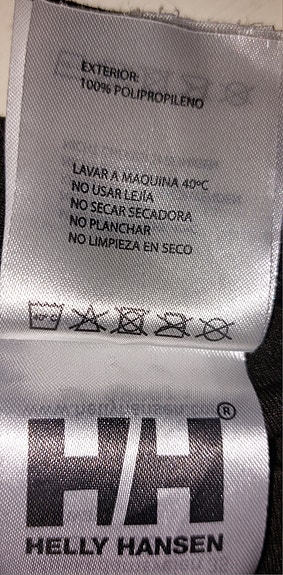 EXTERIOR:
100% POLIPROPILENO
LAVAR A MAQUINA 40ºC
NO USAR LEJÍA
NO SECAR SECADORA
NO PLANCHAR
NO LIMPIEZA EN SECO
40°C
HH®
HELLY HANSEN